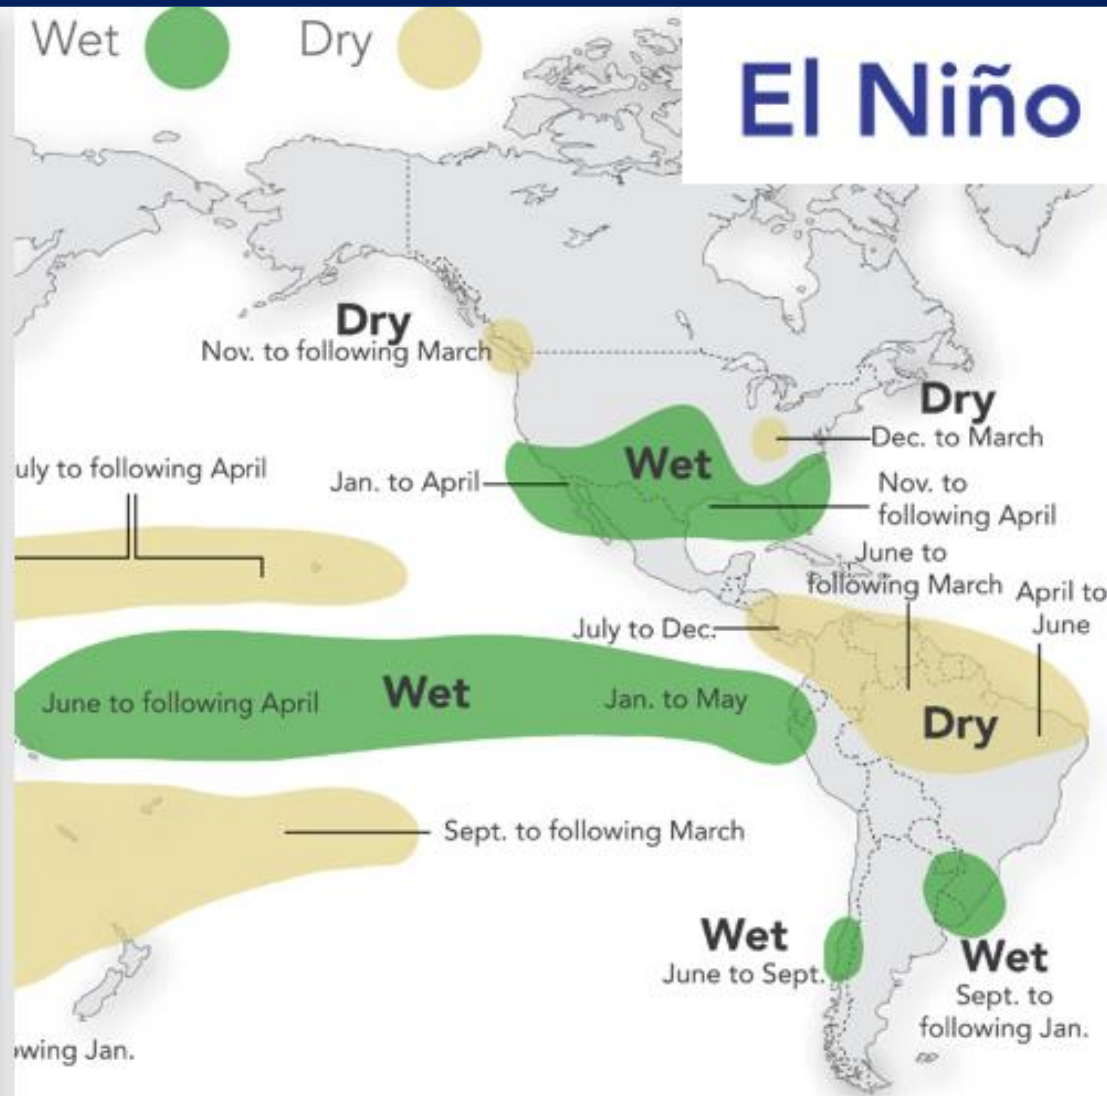 Wet
Dry
El Niño
Dry
Nov. to following March
Dry
Dec. to March
Wet
uly to following April
Jan. to April
Nov. to
following April
June to
following March
April to
June
July to Dec.
June to following April
Wet
Jan. to May
Dry
Sept. to following March
Wet
June to Sept.
Wet
Sept. to
following Jan.
wing Jan.